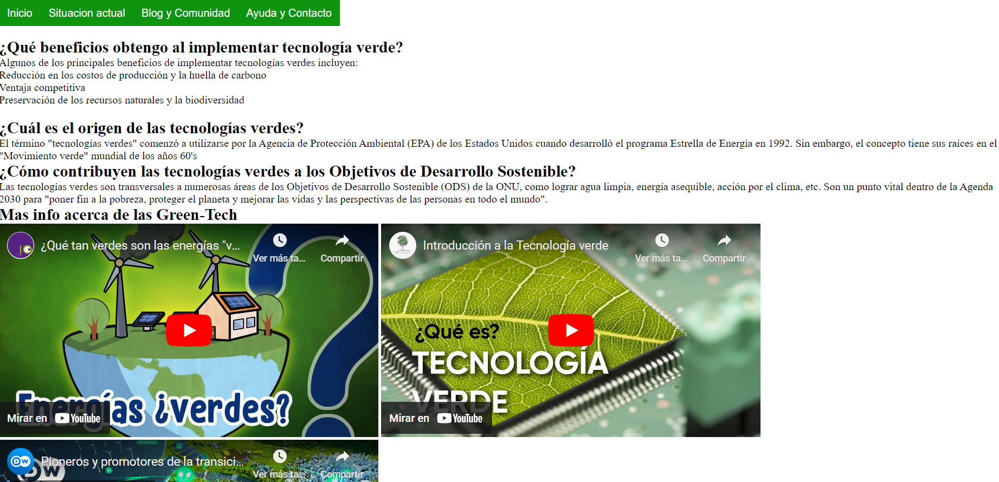 Inicio Situacion actual Blog y Comunidad Ayuda y Contacto
¿Qué beneficios obtengo al implementar tecnología verde?
Algunos de los principales beneficios de implementar tecnologías verdes incluyen:
Reducción en los costos de producción y la huella de carbono
Ventaja competitiva
Preservación de los recursos naturales y la biodiversidad
¿Cuál es el origen de las tecnologías verdes?
El término "tecnologías verdes" comenzó a utilizarse por la Agencia de Protección Ambiental (EPA) de los Estados Unidos cuando desarrolló el programa Estrella de Energía en 1992. Sin embargo, el concepto tiene sus raíces en el
"Movimiento verde" mundial de los años 60's
¿Cómo contribuyen las tecnologías verdes a los Objetivos de Desarrollo Sostenible?
Las tecnologías verdes son transversales a numerosas áreas de los Objetivos de Desarrollo Sostenible (ODS) de la ONU, como lograr agua limpia, energía asequible, acción por el clima, etc. Son un punto vital dentro de la Agenda
2030 para "poner fin a la pobreza, proteger el planeta y mejorar las vidas y las perspectivas de las personas en todo el mundo".
Mas info acerca de las Green-Tech
¿Qué tan verdes son las energías "v...
Ver más ta... Compartir
Energías ¿verdes?
Mirar en YouTube
Introducción a la Tecnología verde
Ver más ta... Compartir
¿Qué es?
TECNOLOGÍA
VERDE
Mirar en YouTube
DW Pioneros y promotores de la transici...
DW
Ver más ta... Compartir